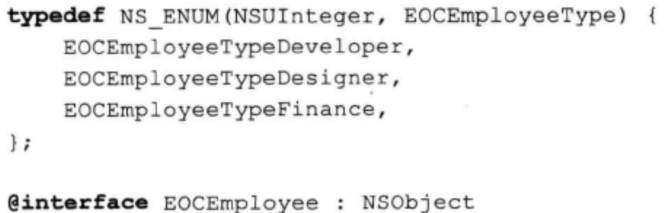 typedef NS_ENUM(NSUInteger, EOCEmployeeType) {
    EOCEmployeeTypeDeveloper,
    EOCEmployeeTypeDesigner,
    EOCEmployeeTypeFinance,
};

@interface EOCEmployee : NSObject